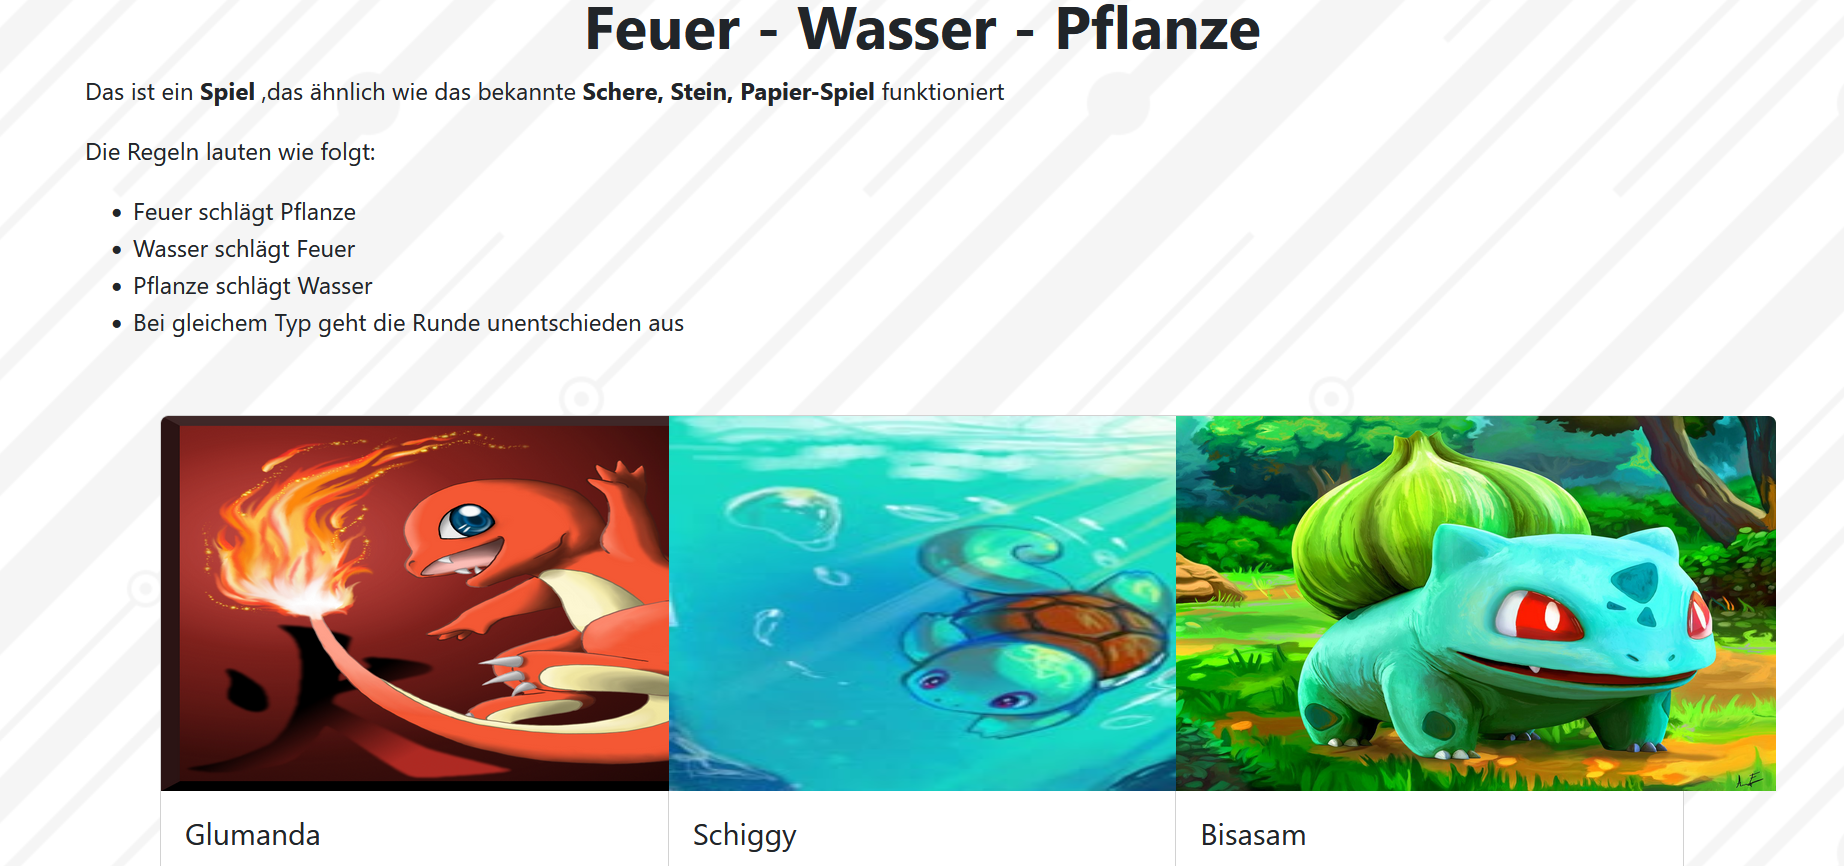 Feuer - Wasser - Pflanze
Das ist ein Spiel ,das ähnlich wie das bekannte Schere, Stein, Papier-Spiel funktioniert
Die Regeln lauten wie folgt:
Feuer schlägt Pflanze
Wasser schlägt Feuer
Pflanze schlägt Wasser
Bei gleichem Typ geht die Runde unentschieden aus
Glumanda
Schiggy
Bisasam